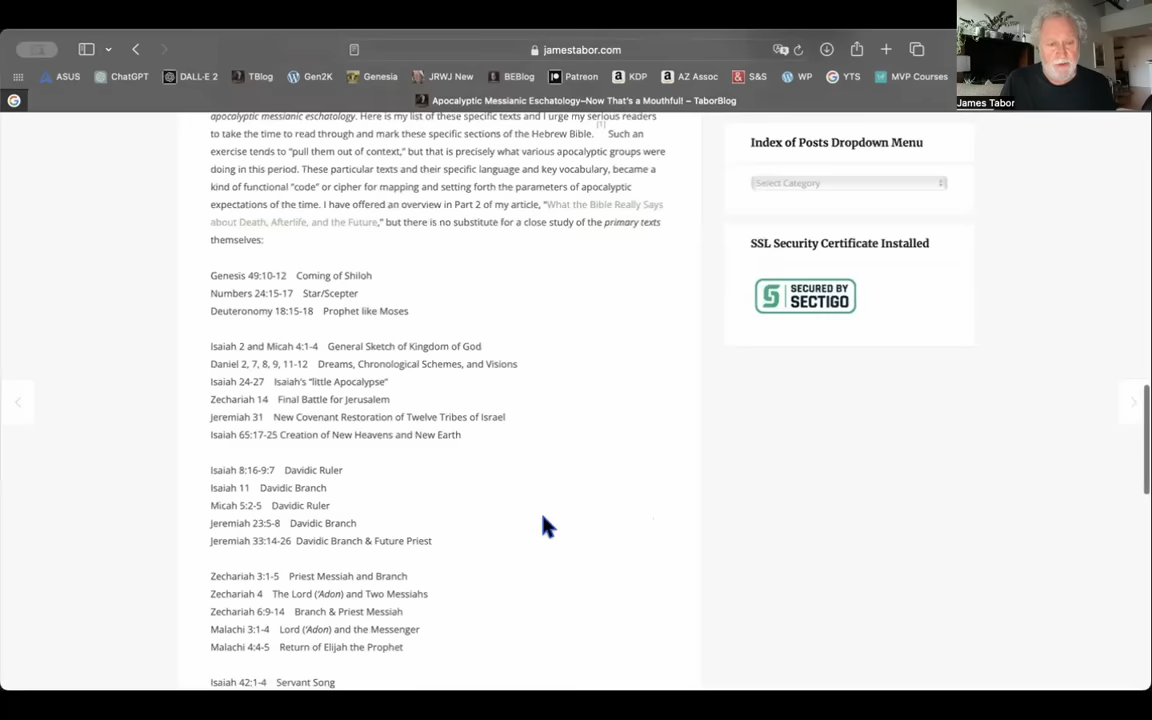 jamestabor.com
ASUS ChatGPT DALL-E 2 TBlog Gen2K Genesia JRWJ New BEBlog Patreon KDP AZ Assoc S&S WP YTS MVP Courses
Apocalyptic Messianic Eschatology–Now That's a Mouthful! – TaborBlog
James Tabor
apocalyptic messianic eschatology. Here is my list of these specific texts and I urge my serious readers
to take the time to read through and mark these specific sections of the Hebrew Bible. [1] Such an
exercise tends to "pull them out of context," but that is precisely what various apocalyptic groups were
doing in this period. These particular texts and their specific language and key vocabulary, became a
kind of functional "code" or cipher for mapping and setting forth the parameters of apocalyptic
expectations of the time. I have offered an overview in Part 2 of my article, "What the Bible Really Says
about Death, Afterlife, and the Future," but there is no substitute for a close study of the primary texts
themselves:
Genesis 49:10-12 Coming of Shiloh
Numbers 24:15-17 Star/Scepter
Deuteronomy 18:15-18 Prophet like Moses
Isaiah 2 and Micah 4:1-4 General Sketch of Kingdom of God
Daniel 2, 7, 8, 9, 11-12 Dreams, Chronological Schemes, and Visions
Isaiah 24-27 Isaiah's "little Apocalypse"
Zechariah 14 Final Battle for Jerusalem
Jeremiah 31 New Covenant Restoration of Twelve Tribes of Israel
Isaiah 65:17-25 Creation of New Heavens and New Earth
Isaiah 8:16-9:7 Davidic Ruler
Isaiah 11 Davidic Branch
Micah 5:2-5 Davidic Ruler
Jeremiah 23:5-8 Davidic Branch
Jeremiah 33:14-26 Davidic Branch & Future Priest
Zechariah 3:1-5 Priest Messiah and Branch
Zechariah 4 The Lord ('Adon) and Two Messiahs
Zechariah 6:9-14 Branch & Priest Messiah
Malachi 3:1-4 Lord ('Adon) and the Messenger
Malachi 4:4-5 Return of Elijah the Prophet
Isaiah 42:1-4 Servant Song
Index of Posts Dropdown Menu
Select Category
SSL Security Certificate Installed
SECURED BY
SECTIGO